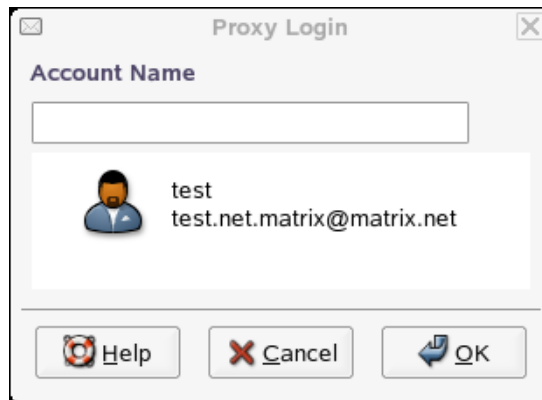 Proxy Login
Account Name
test
test.net.matrix@matrix.net
Help
Cancel
OK